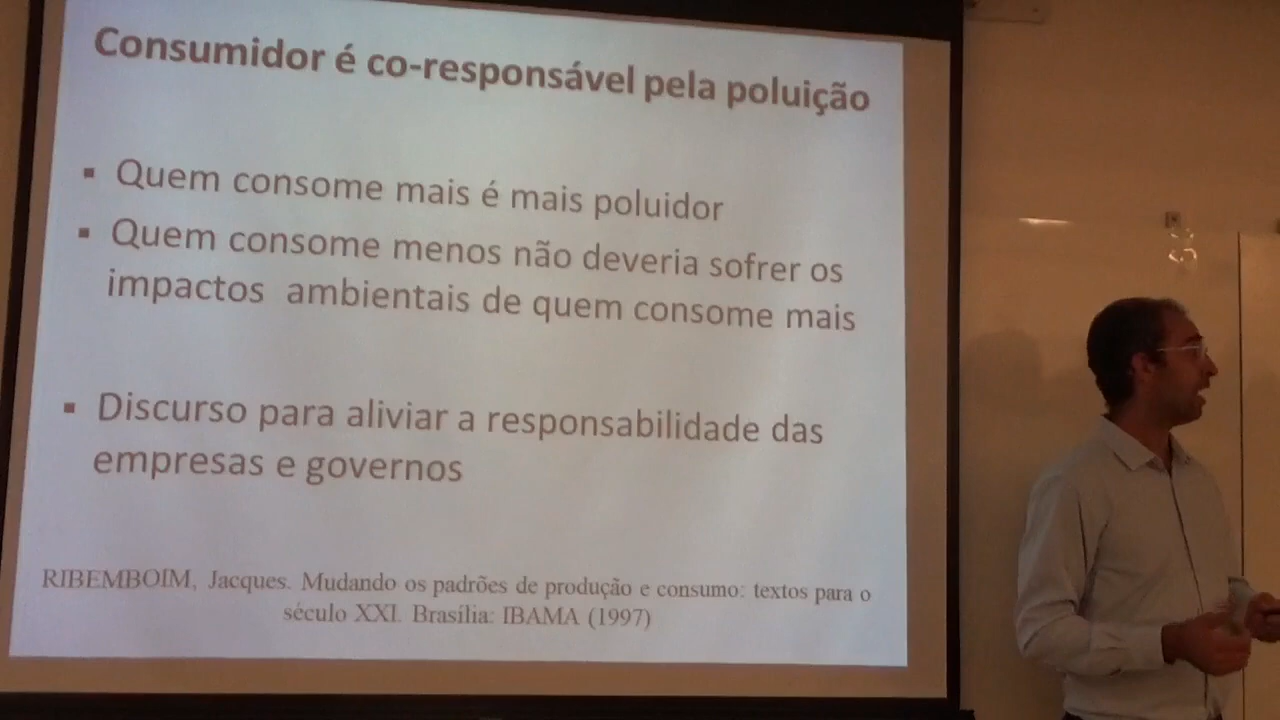 Consumidor é co-responsável pela poluição
▪ Quem consome mais é mais poluidor
▪ Quem consome menos não deveria sofrer os
impactos ambientais de quem consome mais
▪ Discurso para aliviar a responsabilidade das
empresas e governos
RIBEMBOIM, Jacques. Mudando os padrões de produção e consumo: textos para o
século XXI. Brasília: IBAMA (1997)